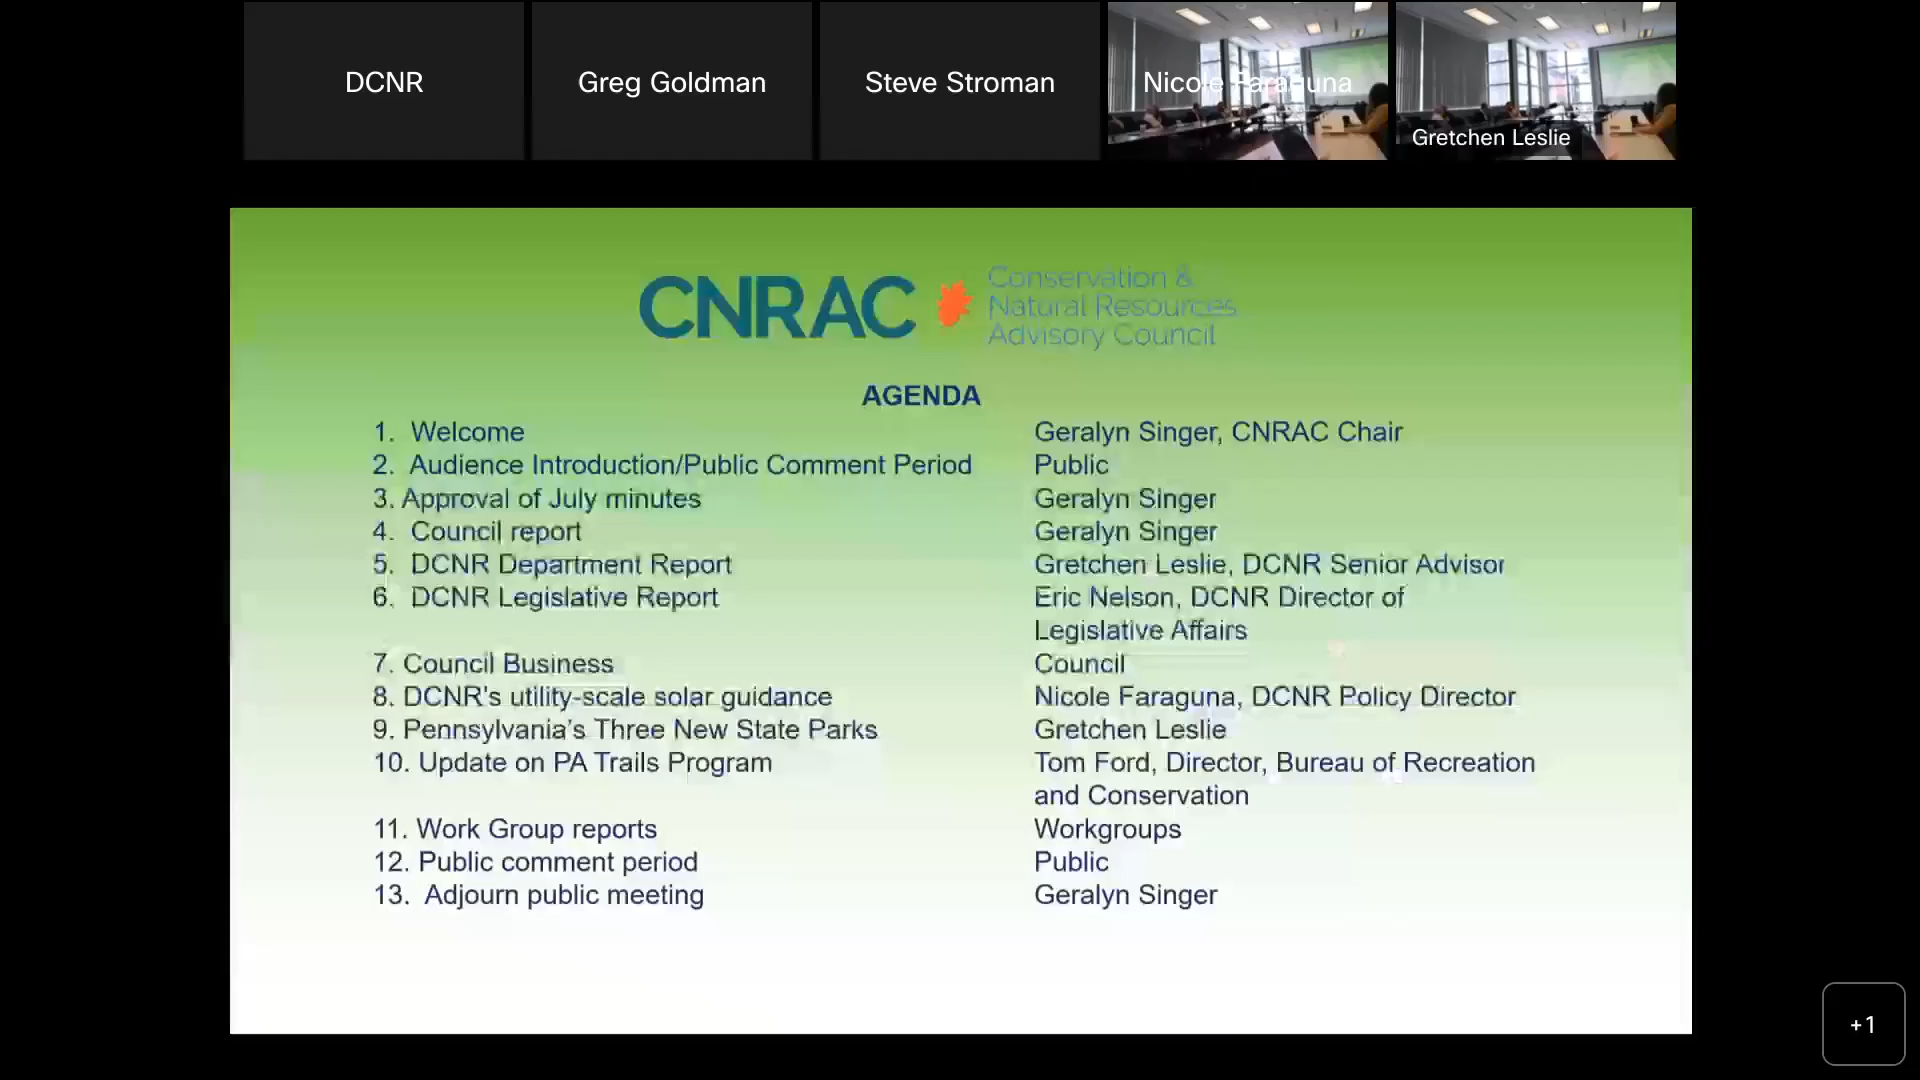 DCNR
Greg Goldman
Steve Stroman
Nicole Faraguna
Gretchen Leslie
CNRAC
Conservation &
Natural Resources
Advisory Council
AGENDA
1. Welcome Geralyn Singer, CNRAC Chair
2. Audience Introduction/Public Comment Period Public
3. Approval of July minutes Geralyn Singer
4. Council report Geralyn Singer
5. DCNR Department Report Gretchen Leslie, DCNR Senior Advisor
6. DCNR Legislative Report Eric Nelson, DCNR Director of
Legislative Affairs
7. Council Business Council
8. DCNR's utility-scale solar guidance Nicole Faraguna, DCNR Policy Director
9. Pennsylvania's Three New State Parks Gretchen Leslie
10. Update on PA Trails Program Tom Ford, Director, Bureau of Recreation
and Conservation
11. Work Group reports Workgroups
12. Public comment period Public
13. Adjourn public meeting Geralyn Singer
+1